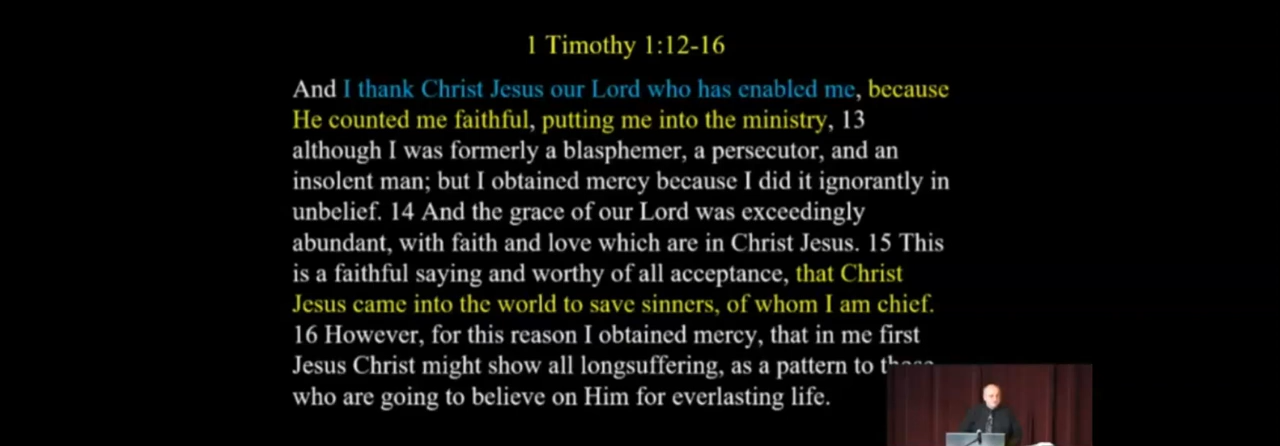 1 Timothy 1:12-16
And I thank Christ Jesus our Lord who has enabled me, because
He counted me faithful, putting me into the ministry, 13
although I was formerly a blasphemer, a persecutor, and an
insolent man; but I obtained mercy because I did it ignorantly in
unbelief. 14 And the grace of our Lord was exceedingly
abundant, with faith and love which are in Christ Jesus. 15 This
is a faithful saying and worthy of all acceptance, that Christ
Jesus came into the world to save sinners, of whom I am chief.
16 However, for this reason I obtained mercy, that in me first
Jesus Christ might show all longsuffering, as a pattern to
who are going to believe on Him for everlasting life.